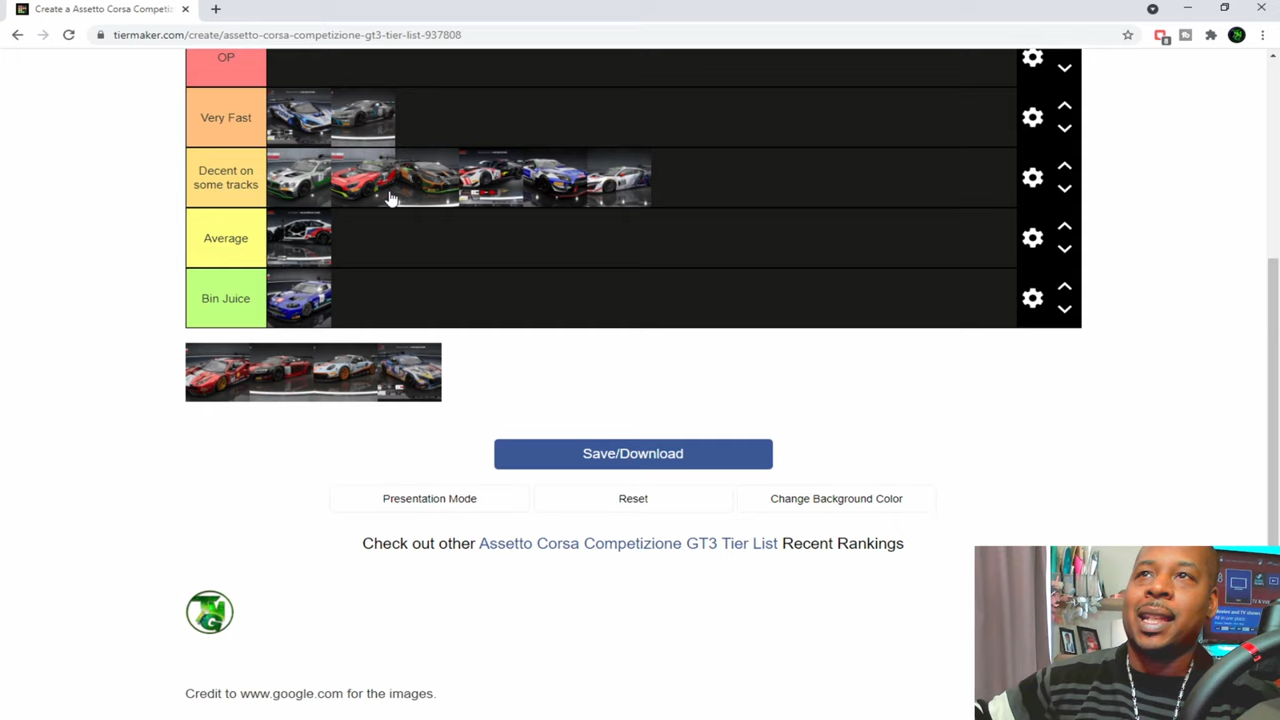 Create a Assetto Corsa Competiz
tiermaker.com/create/assetto-corsa-competizione-gt3-tier-list-937808
OP
Very Fast
Decent on
some tracks
Average
Bin Juice
Save/Download
Presentation Mode
Reset
Change Background Color
Check out other Assetto Corsa Competizione GT3 Tier List Recent Rankings
Credit to www.google.com for the images.